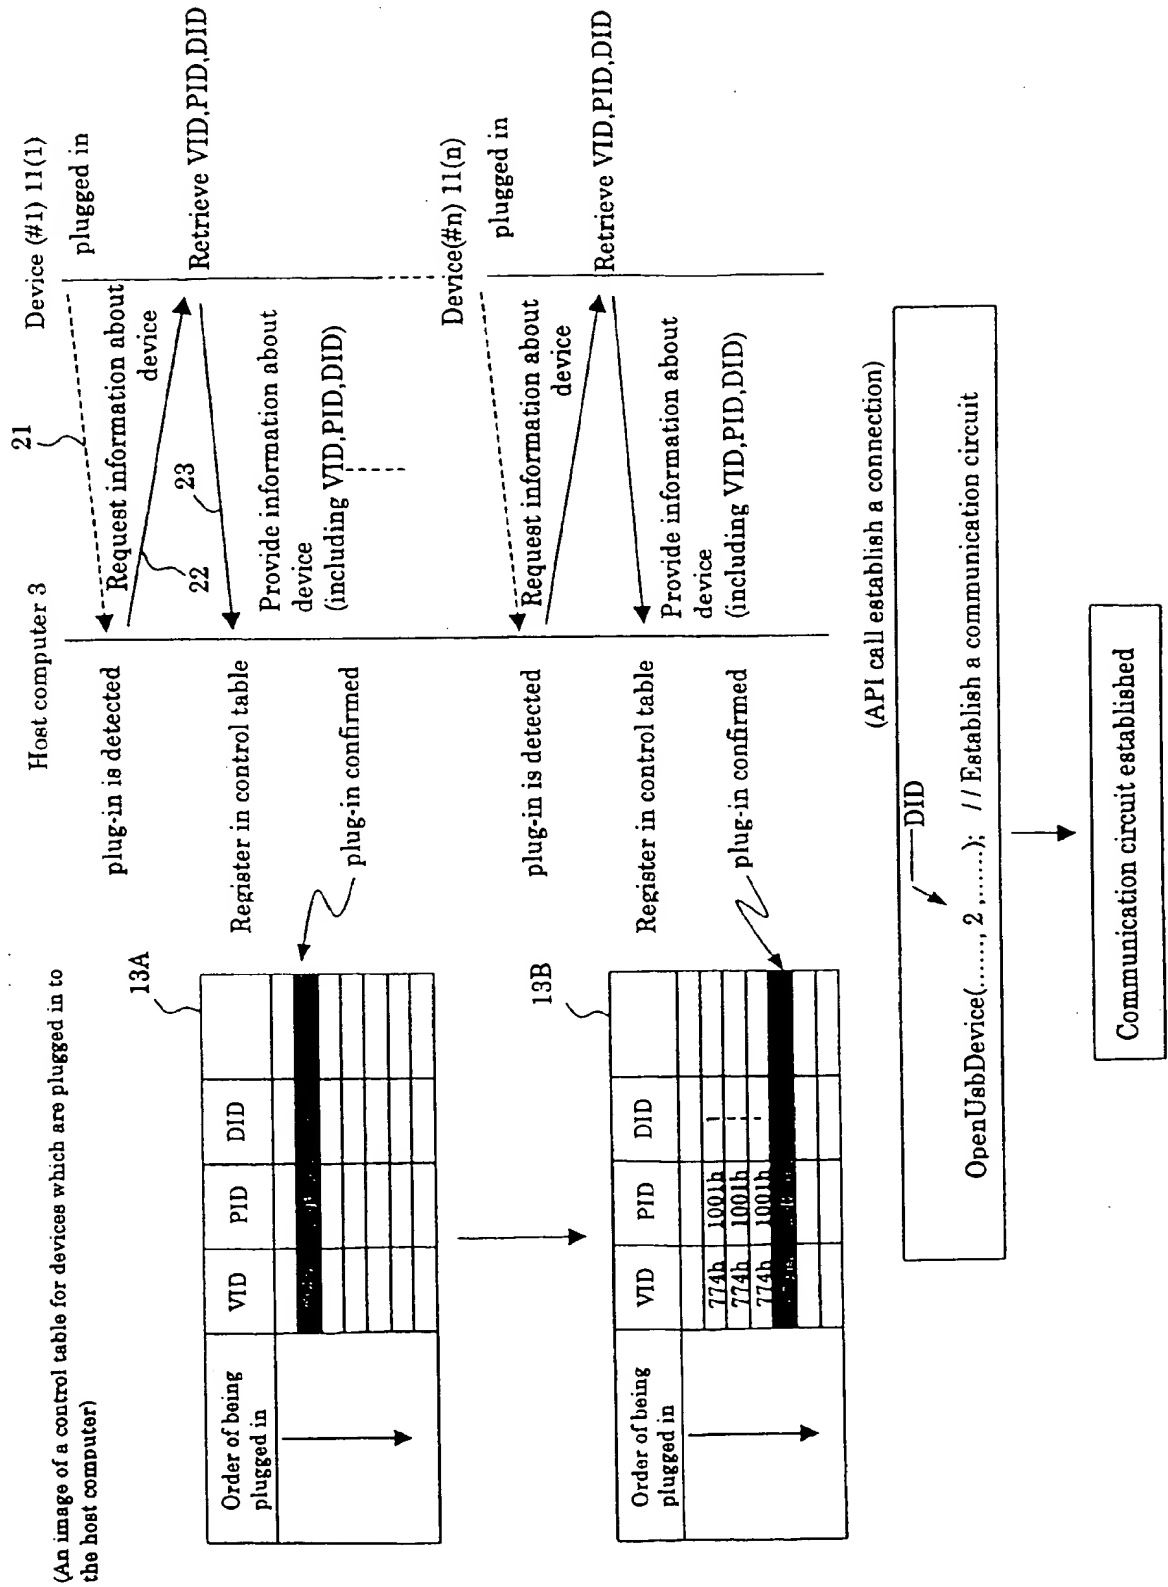 (An image of a control table for devices which are plugged in to
the host computer)
Host computer 3
Device (#1) 11(1)
21
plugged in
plug-in is detected
Request information about
device
22
Retrieve VID,PID,DID
23
Register in control table
Provide information about
device
(including VID,PID,DID)
plug-in confirmed
13A
Order of being
plugged in
VID
PID
DID
Device(#n) 11(n)
plugged in
plug-in is detected
Request information about
device
Retrieve VID,PID,DID
Register in control table
Provide information about
device
(including VID,PID,DID)
plug-in confirmed
13B
Order of being
plugged in
VID
PID
DID
774h 1001h
774h 1001h
774h 1001h
(API call establish a connection)
DID
OpenUsbDevice(......, 2 ,......); //Establish a communication circuit
Communication circuit established